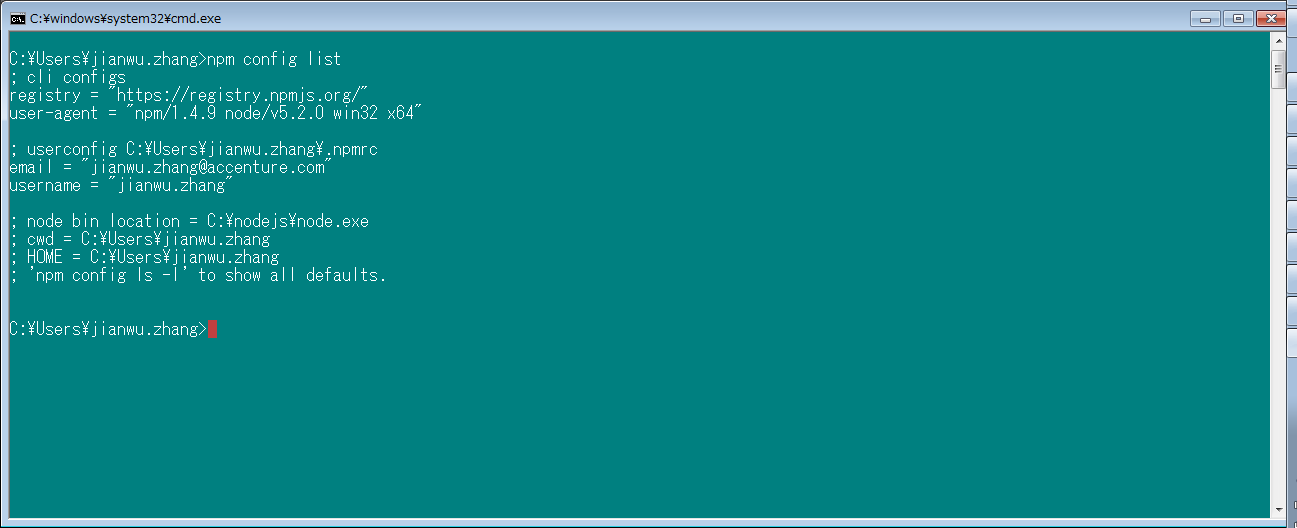 C:¥windows¥system32¥cmd.exe
C:¥Users¥jianwu.zhang>npm config list
; cli configs
registry = "https://registry.npmjs.org/"
user-agent = "npm/1.4.9 node/v5.2.0 win32 x64"
; userconfig C:¥Users¥jianwu.zhang¥.npmrc
email = "jianwu.zhang@accenture.com"
username = "jianwu.zhang"
; node bin location = C:¥nodejs¥node.exe
; cwd = C:¥Users¥jianwu.zhang
; HOME = C:¥Users¥jianwu.zhang
; 'npm config ls -l' to show all defaults.
C:¥Users¥jianwu.zhang>